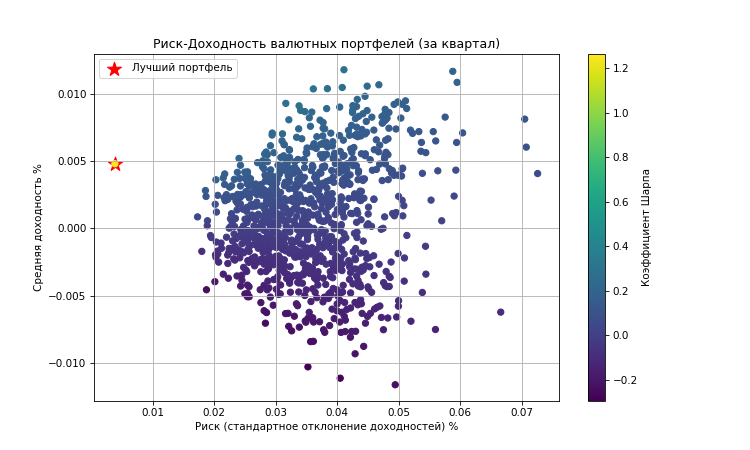 Риск-Доходность валютных портфелей (за квартал)
Лучший портфель
Средняя доходность %
0.010
0.005
0.000
−0.005
−0.010
0.01 0.02 0.03 0.04 0.05 0.06 0.07
Риск (стандартное отклонение доходностей) %
1.2
1.0
0.8
0.6
0.4
0.2
0.0
−0.2
Коэффициент Шарпа